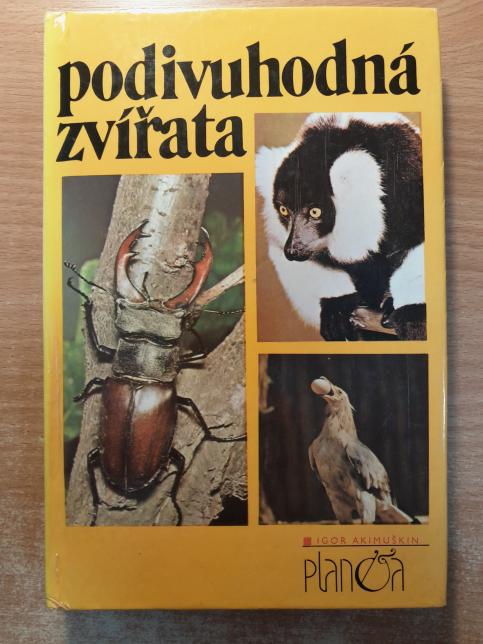 podivuhodná
zvířata
IGOR AKIMUŠKIN
planeta